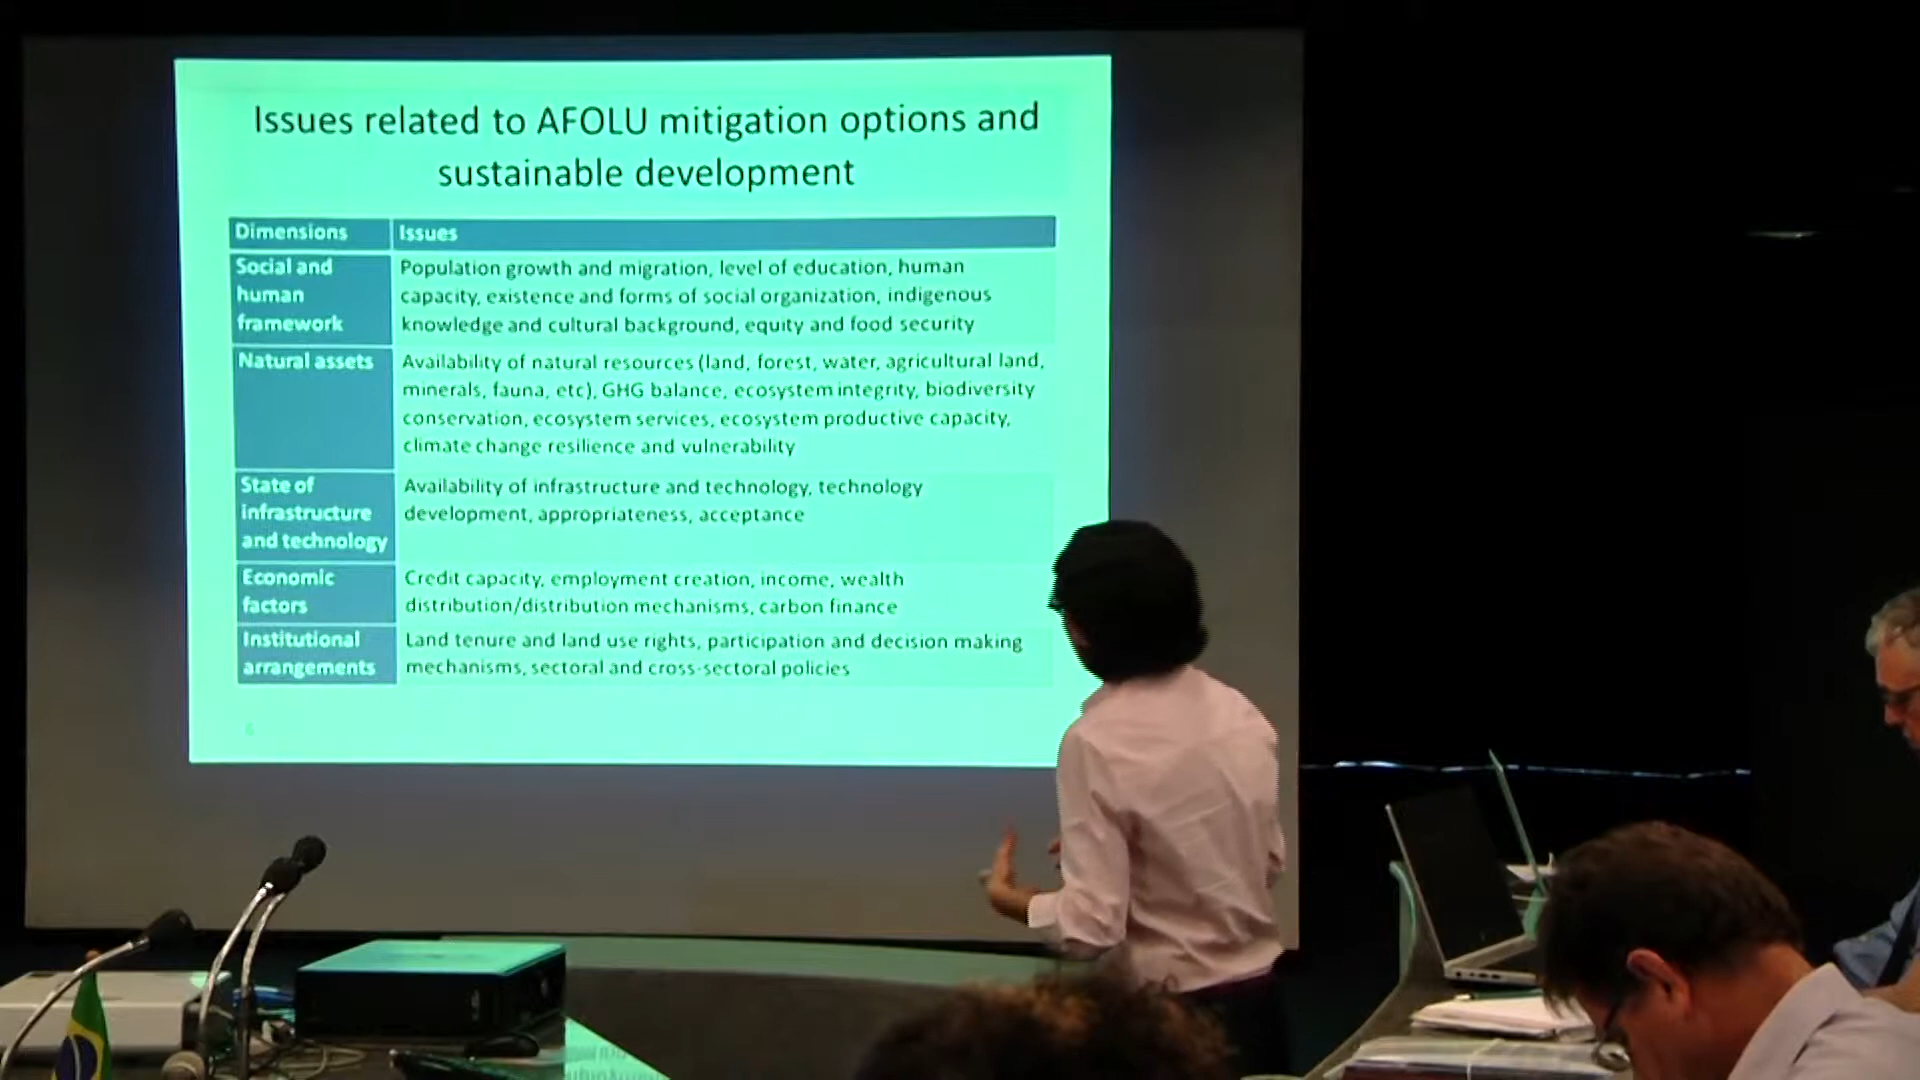 Issues related to AFOLU mitigation options and
sustainable development
Dimensions
Issues
Social and
human
framework
Population growth and migration, level of education, human
capacity, existence and forms of social organization, indigenous
knowledge and cultural background, equity and food security
Natural assets
Availability of natural resources (land, forest, water, agricultural land,
minerals, fauna, etc), GHG balance, ecosystem integrity, biodiversity
conservation, ecosystem services, ecosystem productive capacity,
climate change resilience and vulnerability
State of
infrastructure
and technology
Availability of infrastructure and technology, technology
development, appropriateness, acceptance
Economic
factors
Credit capacity, employment creation, income, wealth
distribution/distribution mechanisms, carbon finance
Institutional
arrangements
Land tenure and land use rights, participation and decision making
mechanisms, sectoral and cross-sectoral policies